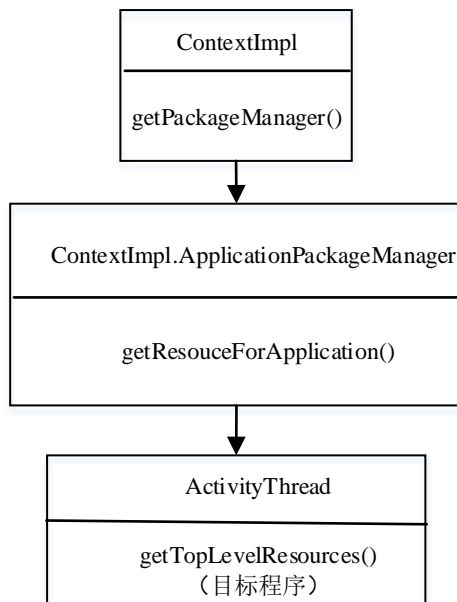 ContextImpl
getPackageManager()
ContextImpl.ApplicationPackageManager
getResouceForApplication()
ActivityThread
getTopLevelResources()
（目标程序）